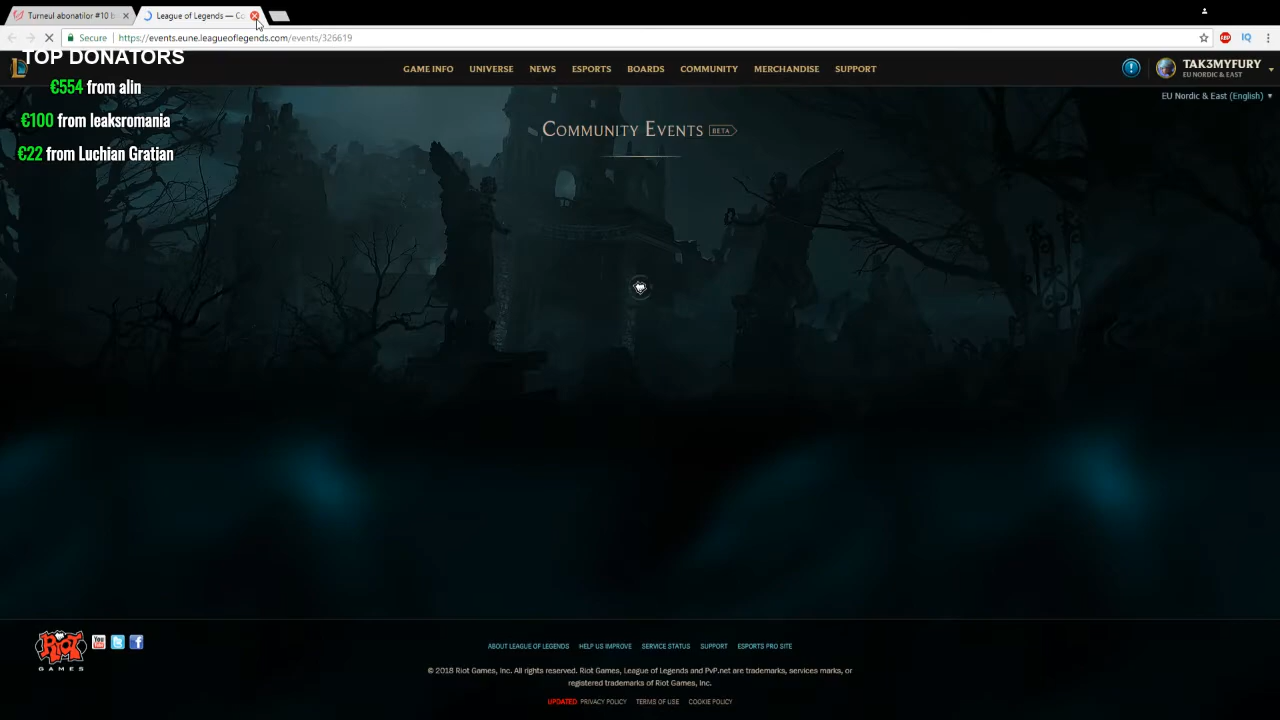 Turneul abonatilor #10 b
League of Legends — Co
Secure https://events.eune.leagueoflegends.com/events/326619
TOP DONATORS
€554 from alin
€100 from leaksromania
€22 from Luchian Gratian
GAME INFO UNIVERSE NEWS ESPORTS BOARDS COMMUNITY MERCHANDISE SUPPORT
TAK3MYFURY
EU NORDIC & EAST
EU Nordic & East (English)
COMMUNITY EVENTS BETA
RIOT
GAMES
You
ABOUT LEAGUE OF LEGENDS HELP US IMPROVE SERVICE STATUS SUPPORT ESPORTS PRO SITE
© 2018 Riot Games, Inc. All rights reserved. Riot Games, League of Legends and PvP.net are trademarks, services marks, or
registered trademarks of Riot Games, Inc.
UPDATED PRIVACY POLICY TERMS OF USE COOKIE POLICY